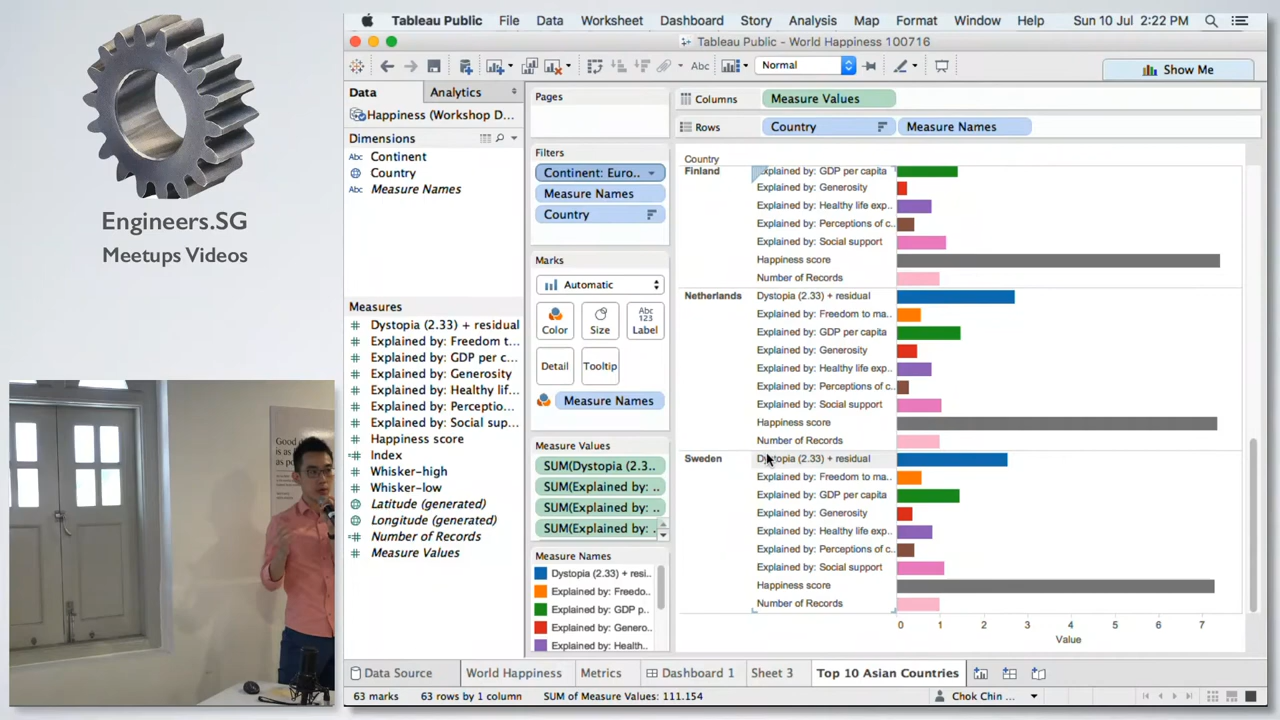 Engineers.SG
Meetups Videos
Tableau Public File Data Worksheet Dashboard Story Analysis Map Format Window Help Sun 10 Jul 2:22 PM
Tableau Public - World Happiness 100716
Abc Normal Show Me
Data Analytics
Happiness (Workshop D...
Dimensions
Abc Continent
Country
Abc Measure Names
Measures
Dystopia (2.33) + residual
Explained by: Freedom t...
Explained by: GDP per c...
Explained by: Generosity
Explained by: Healthy lif...
Explained by: Perceptio...
Explained by: Social sup...
Happiness score
Index
Whisker-high
Whisker-low
Latitude (generated)
Longitude (generated)
Number of Records
Measure Values
Pages
Filters
Continent: Euro..
Measure Names
Country
Marks
Automatic
Color Size Abc 123 Label
Detail Tooltip
Measure Names
Measure Values
SUM(Dystopia (2.3..
SUM(Explained by: ..
SUM(Explained by: ..
SUM(Explained by: ..
Measure Names
Dystopia (2.33) + resi..
Explained by: Freedo..
Explained by: GDP p..
Explained by: Genero..
Explained by: Health..
Columns Measure Values
Rows Country Measure Names
Country
Finland Explained by: GDP per capita
Explained by: Generosity
Explained by: Healthy life exp..
Explained by: Perceptions of c..
Explained by: Social support
Happiness score
Number of Records
Netherlands Dystopia (2.33) + residual
Explained by: Freedom to ma..
Explained by: GDP per capita
Explained by: Generosity
Explained by: Healthy life exp..
Explained by: Perceptions of c..
Explained by: Social support
Happiness score
Number of Records
Sweden Dystopia (2.33) + residual
Explained by: Freedom to ma..
Explained by: GDP per capita
Explained by: Generosity
Explained by: Healthy life exp..
Explained by: Perceptions of c..
Explained by: Social support
Happiness score
Number of Records
0 1 2 3 4 5 6 7
Value
Data Source World Happiness Metrics Dashboard 1 Sheet 3 Top 10 Asian Countries
63 marks 63 rows by 1 column SUM of Measure Values: 111.154 Chok Chin ...
Good d
is as
as po